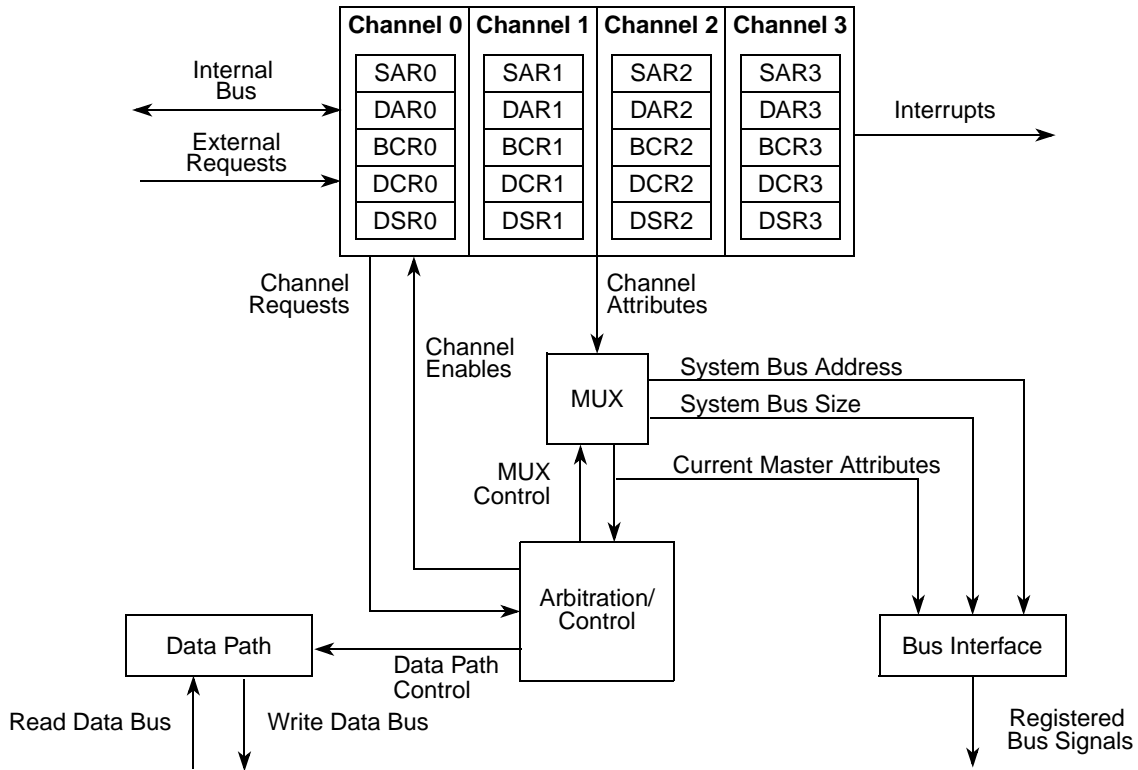 Channel 0 Channel 1 Channel 2 Channel 3
SAR0 SAR1 SAR2 SAR3
DAR0 DAR1 DAR2 DAR3
BCR0 BCR1 BCR2 BCR3
DCR0 DCR1 DCR2 DCR3
DSR0 DSR1 DSR2 DSR3
Internal
Bus
External
Requests
Interrupts
Channel
Requests
Channel
Enables
Channel
Attributes
MUX
System Bus Address
System Bus Size
Current Master Attributes
MUX
Control
Arbitration/
Control
Data Path
Data Path
Control
Bus Interface
Read Data Bus
Write Data Bus
Registered
Bus Signals